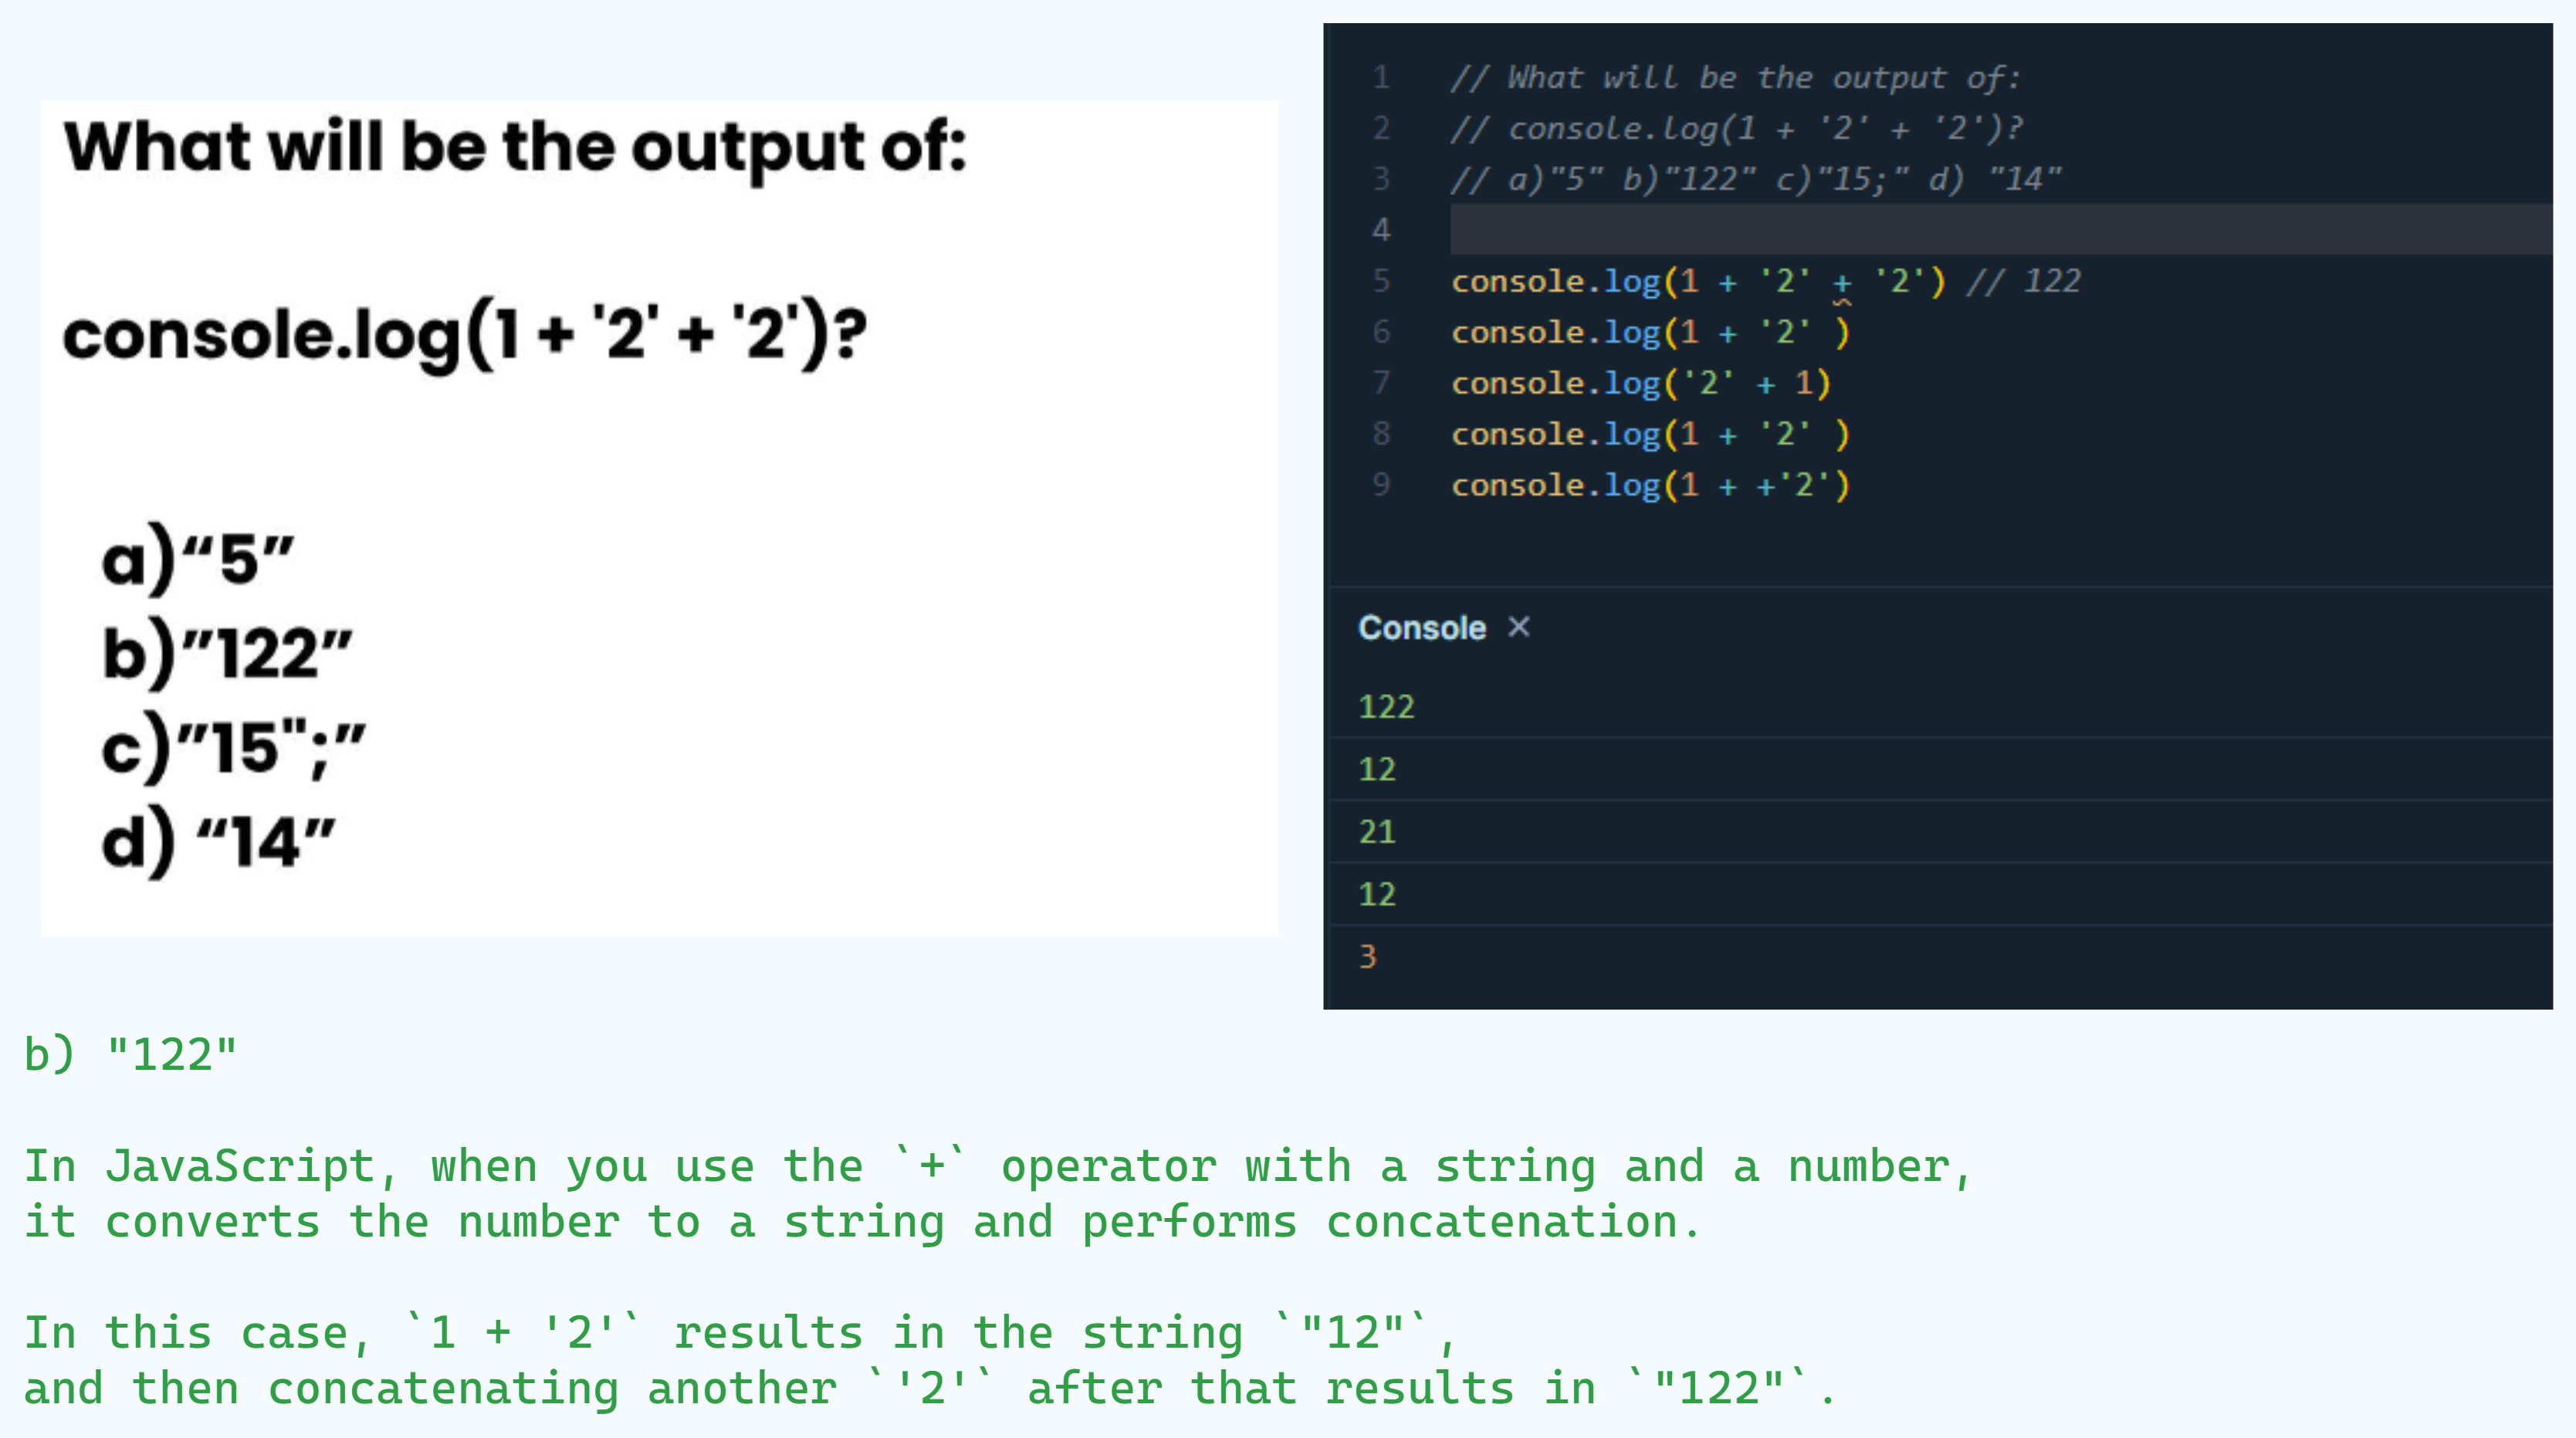 What will be the output of:
console.log(1 + '2' + '2')?
a)“5”
b)”122”
c)”15";”
d) “14”
1 // What will be the output of:
2 // console.log(1 + '2' + '2')?
3 // a)"5" b)"122" c)"15;" d) "14"
4
5 console.log(1 + '2' + '2') // 122
6 console.log(1 + '2' )
7 console.log('2' + 1)
8 console.log(1 + '2' )
9 console.log(1 + +'2')
Console ×
122
12
21
12
3
b) "122"
In JavaScript, when you use the `+` operator with a string and a number,
it converts the number to a string and performs concatenation.
In this case, `1 + '2'` results in the string `"12"`,
and then concatenating another `'2'` after that results in `"122"`.